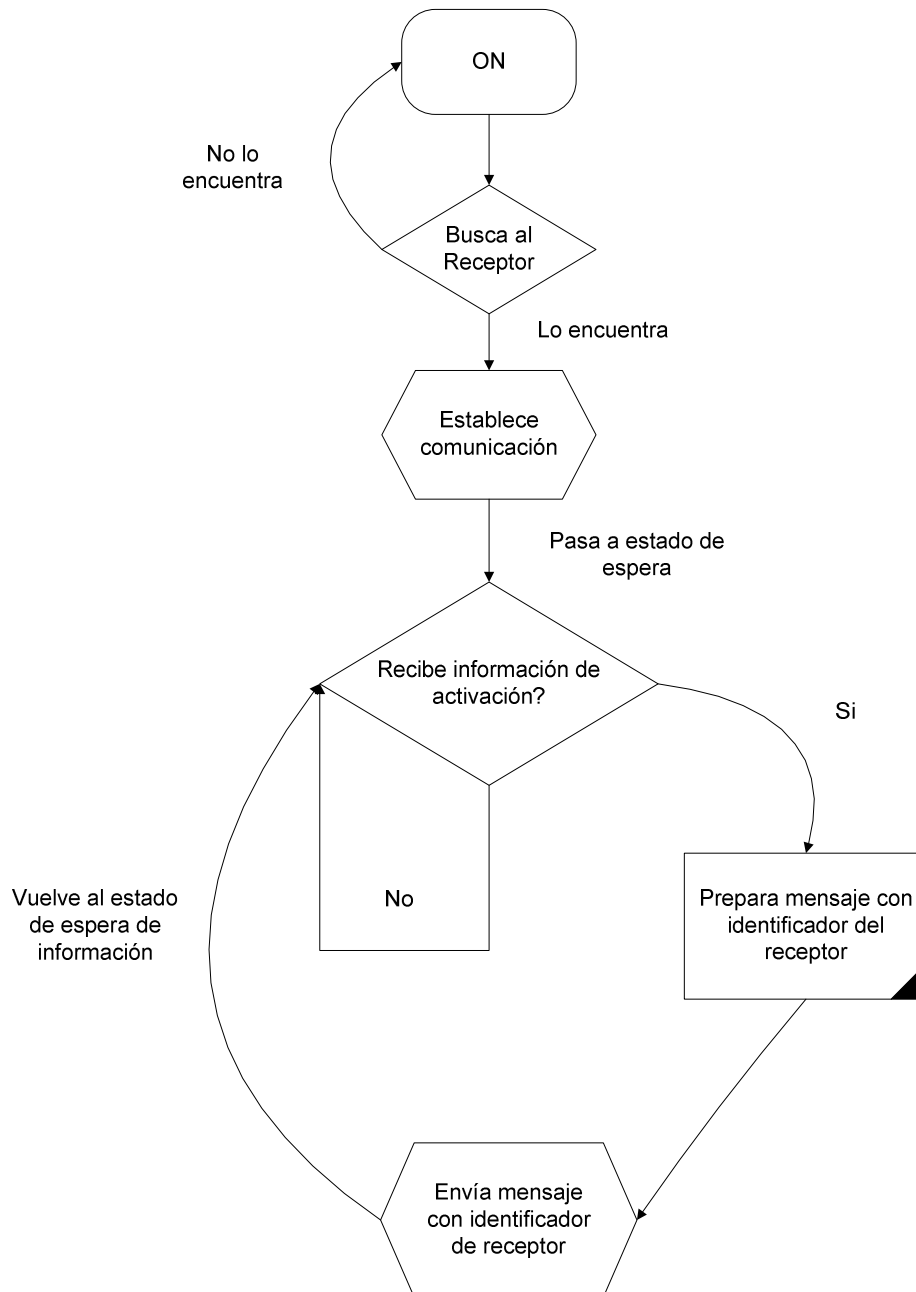 ON
No lo
encuentra
Busca al
Receptor
Lo encuentra
Establece
comunicación
Pasa a estado de
espera
Recibe información de
activación?
Si
No
Vuelve al estado
de espera de
información
Prepara mensaje con
identificador del
receptor
Envía mensaje
con identificador
de receptor